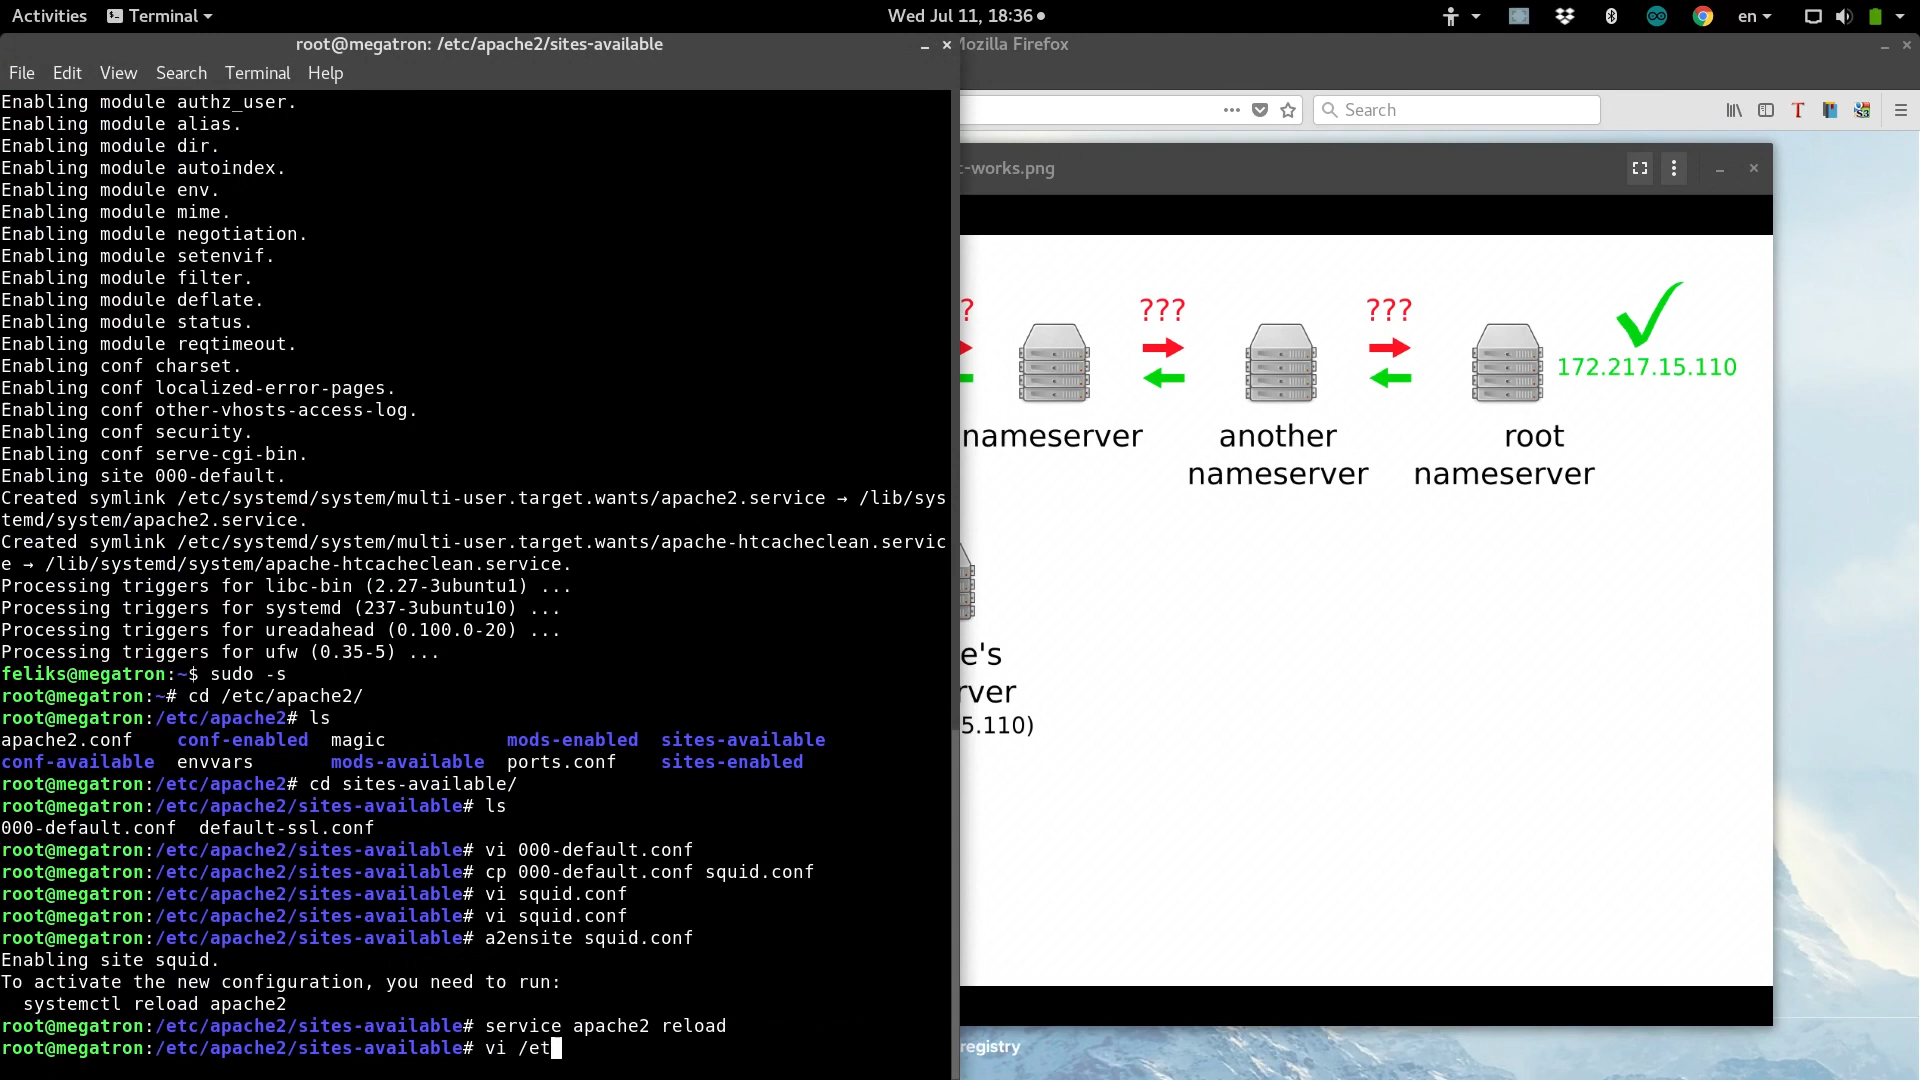 Activities Terminal Wed Jul 11, 18:36 en
root@megatron: /etc/apache2/sites-available
Mozilla Firefox
File Edit View Search Terminal Help
Search
Enabling module authz_user.
Enabling module alias.
Enabling module dir.
Enabling module autoindex.
Enabling module env.
Enabling module mime.
Enabling module negotiation.
Enabling module setenvif.
Enabling module filter.
Enabling module deflate.
Enabling module status.
Enabling module reqtimeout.
Enabling conf charset.
Enabling conf localized-error-pages.
Enabling conf other-vhosts-access-log.
Enabling conf security.
Enabling conf serve-cgi-bin.
Enabling site 000-default.
Created symlink /etc/systemd/system/multi-user.target.wants/apache2.service → /lib/sys
temd/system/apache2.service.
Created symlink /etc/systemd/system/multi-user.target.wants/apache-htcacheclean.servic
e → /lib/systemd/system/apache-htcacheclean.service.
Processing triggers for libc-bin (2.27-3ubuntu1) ...
Processing triggers for systemd (237-3ubuntu10) ...
Processing triggers for ureadahead (0.100.0-20) ...
Processing triggers for ufw (0.35-5) ...
feliks@megatron:~$ sudo -s
root@megatron:~# cd /etc/apache2/
root@megatron:/etc/apache2# ls
apache2.conf conf-enabled magic mods-enabled sites-available
conf-available envvars mods-available ports.conf sites-enabled
root@megatron:/etc/apache2# cd sites-available/
root@megatron:/etc/apache2/sites-available# ls
000-default.conf default-ssl.conf
root@megatron:/etc/apache2/sites-available# vi 000-default.conf
root@megatron:/etc/apache2/sites-available# cp 000-default.conf squid.conf
root@megatron:/etc/apache2/sites-available# vi squid.conf
root@megatron:/etc/apache2/sites-available# vi squid.conf
root@megatron:/etc/apache2/sites-available# a2ensite squid.conf
Enabling site squid.
To activate the new configuration, you need to run:
systemctl reload apache2
root@megatron:/etc/apache2/sites-available# service apache2 reload
root@megatron:/etc/apache2/sites-available# vi /et
-works.png
? ??? ???
172.217.15.110
nameserver
another
nameserver
root
nameserver
e's
rver
5.110)
registry